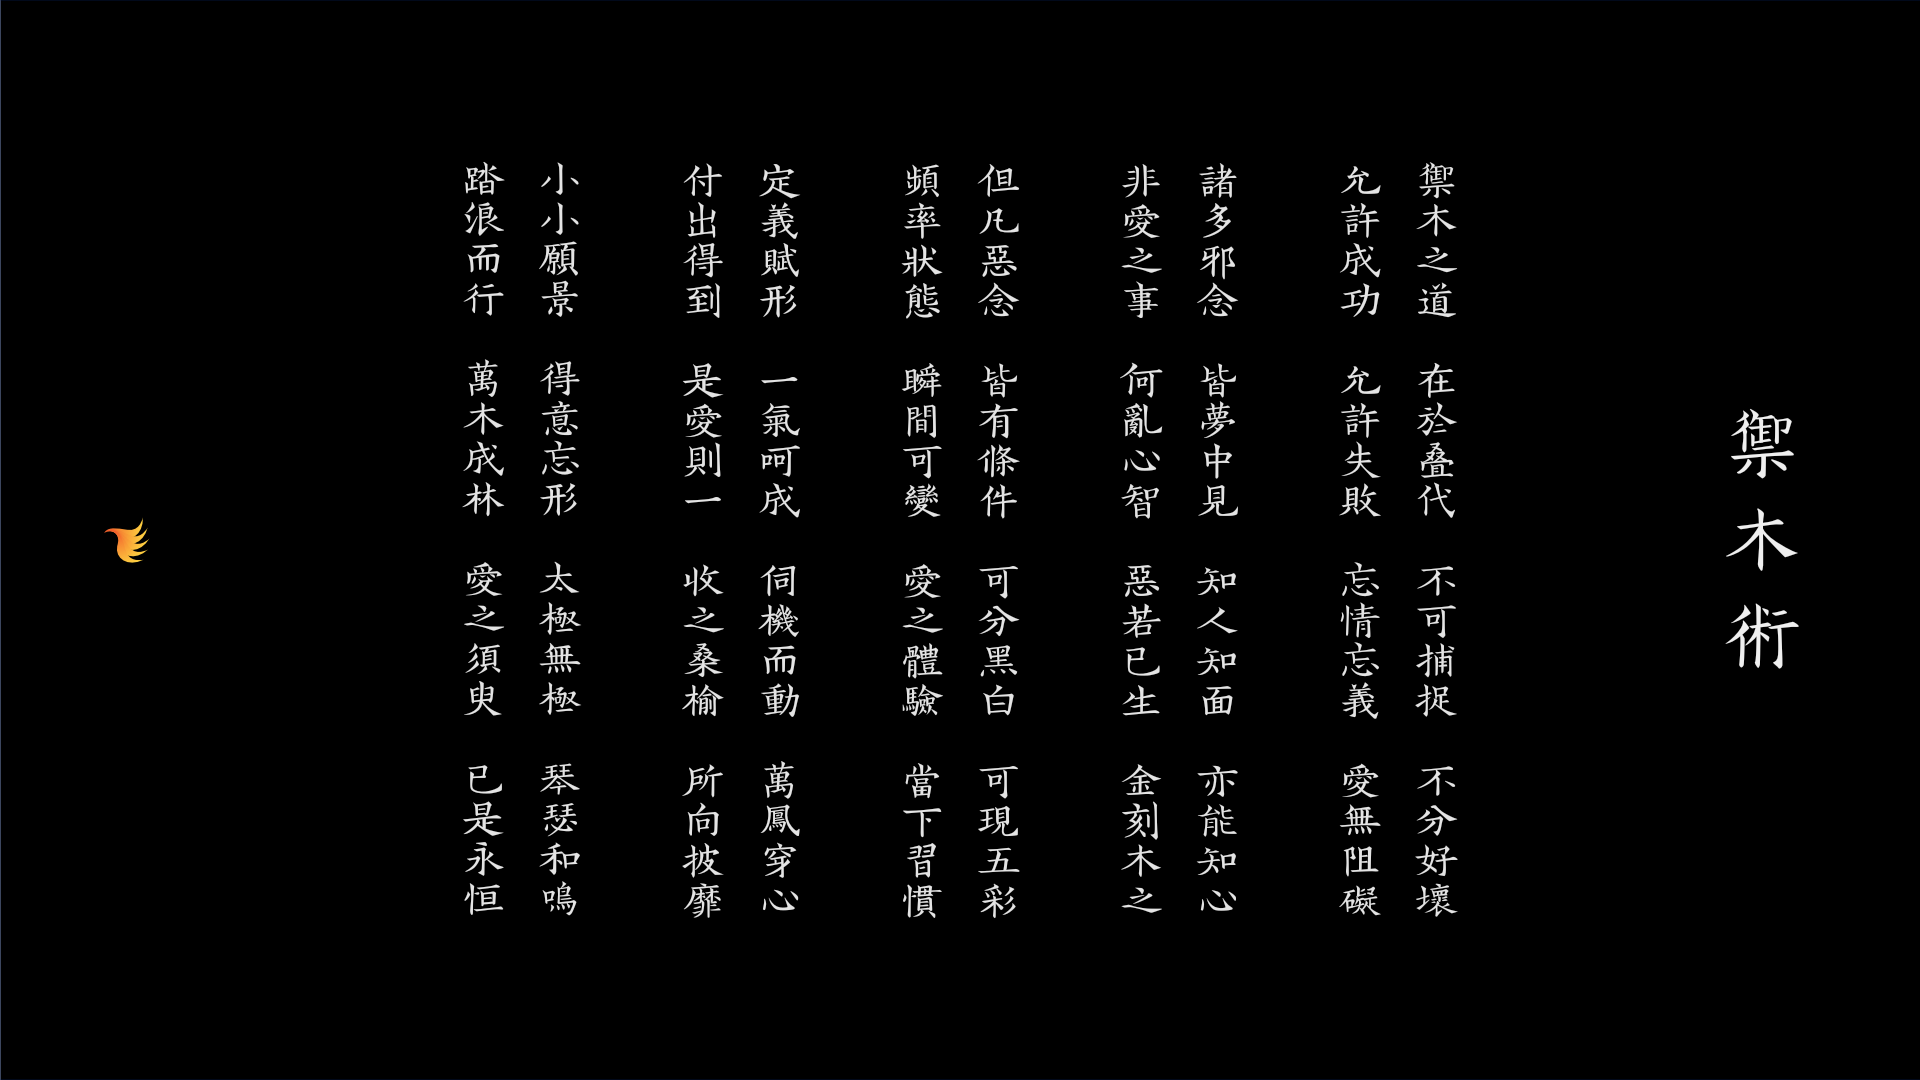 禦木術
禦木之道 在於叠代 不可捕捉 不分好壞
允許成功 允許失敗 忘情忘義 愛無阻礙
諸多邪念 皆夢中見 知人知面 亦能知心
非愛之事 何亂心智 惡若已生 金刻木之
但凡惡念 皆有條件 可分黑白 可現五彩
頻率狀態 瞬間可變 愛之體驗 當下習慣
定義賦形 一氣呵成 伺機而動 萬鳳穿心
付出得到 是愛則一 收之桑榆 所向披靡
小小願景 得意忘形 太極無極 琴瑟和鳴
踏浪而行 萬木成林 愛之須臾 已是永恒